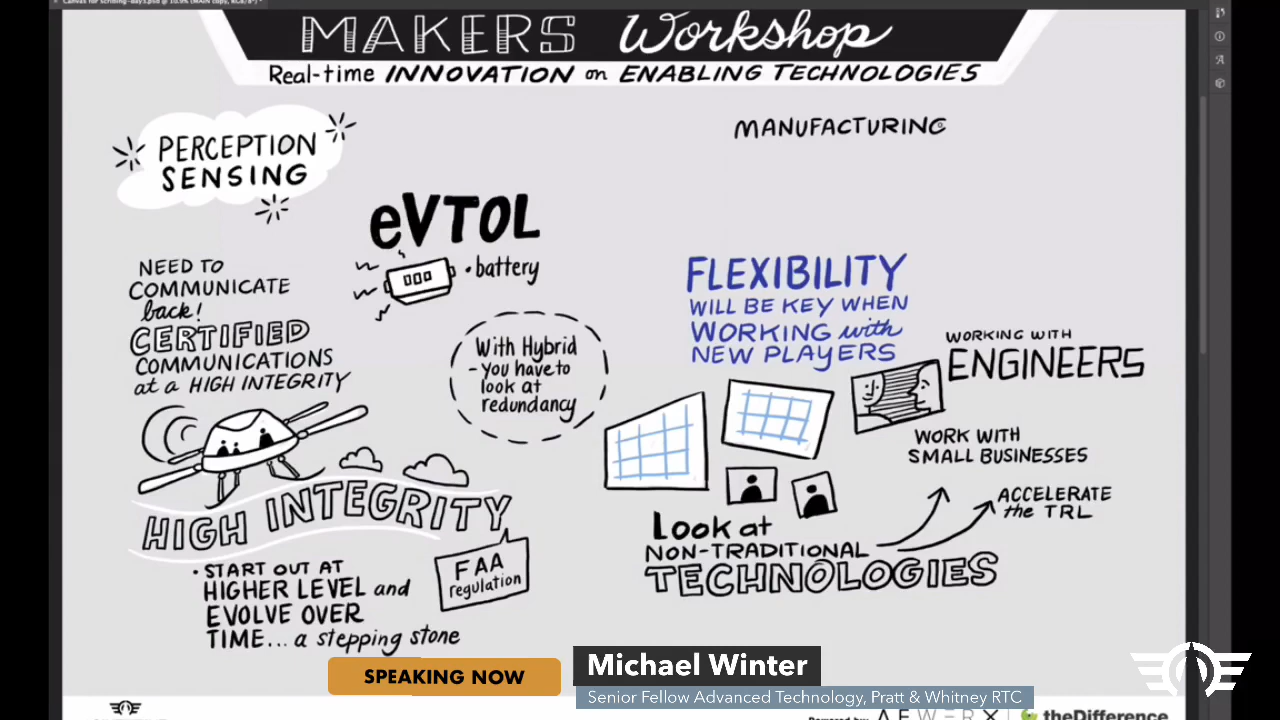 MAKERS Workshop
Real-time INNOVATION on ENABLING TECHNOLOGIES
PERCEPTION
SENSING
MANUFACTURING
eVTOL
• battery
NEED TO
COMMUNICATE
back!
CERTIFIED
COMMUNICATIONS
at a HIGH INTEGRITY
With Hybrid
- you have to
look at
redundancy
FLEXIBILITY
WILL BE KEY WHEN
WORKING with
NEW PLAYERS
WORKING WITH
ENGINEERS
WORK WITH
SMALL BUSINESSES
ACCELERATE
the TRL
Look at
NON-TRADITIONAL
TECHNOLOGIES
HIGH INTEGRITY
FAA
regulation
• START OUT AT
HIGHER LEVEL and
EVOLVE OVER
TIME... a stepping stone
SPEAKING NOW
Michael Winter
Senior Fellow Advanced Technology, Pratt & Whitney RTC
theDifference